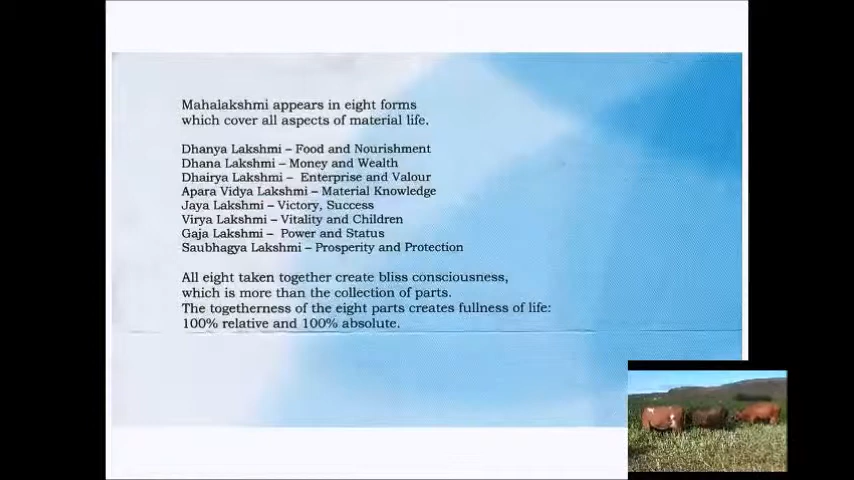 Mahalakshmi appears in eight forms
which cover all aspects of material life.
Dhanya Lakshmi – Food and Nourishment
Dhana Lakshmi – Money and Wealth
Dhairya Lakshmi – Enterprise and Valour
Apara Vidya Lakshmi – Material Knowledge
Jaya Lakshmi – Victory, Success
Virya Lakshmi – Vitality and Children
Gaja Lakshmi – Power and Status
Saubhagya Lakshmi – Prosperity and Protection
All eight taken together create bliss consciousness,
which is more than the collection of parts.
The togetherness of the eight parts creates fullness of life:
100% relative and 100% absolute.